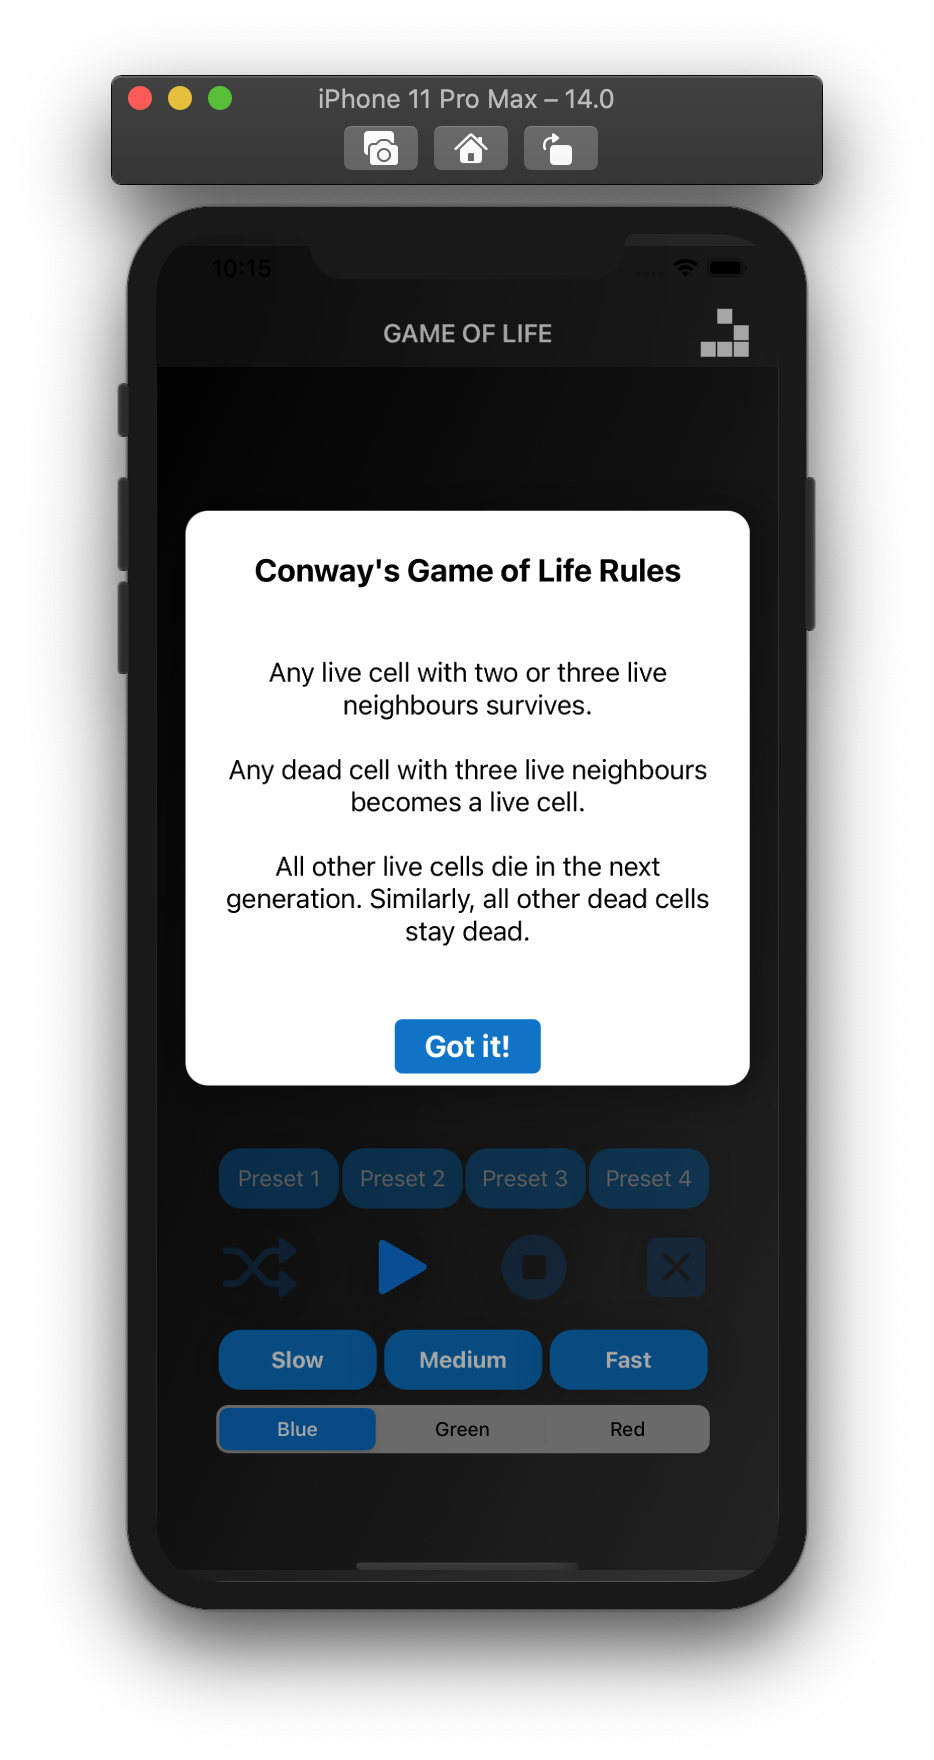 iPhone 11 Pro Max – 14.0
10:15
GAME OF LIFE
Conway's Game of Life Rules
Any live cell with two or three live
neighbours survives.
Any dead cell with three live neighbours
becomes a live cell.
All other live cells die in the next
generation. Similarly, all other dead cells
stay dead.
Got it!
Preset 1 Preset 2 Preset 3 Preset 4
Slow Medium Fast
Blue Green Red